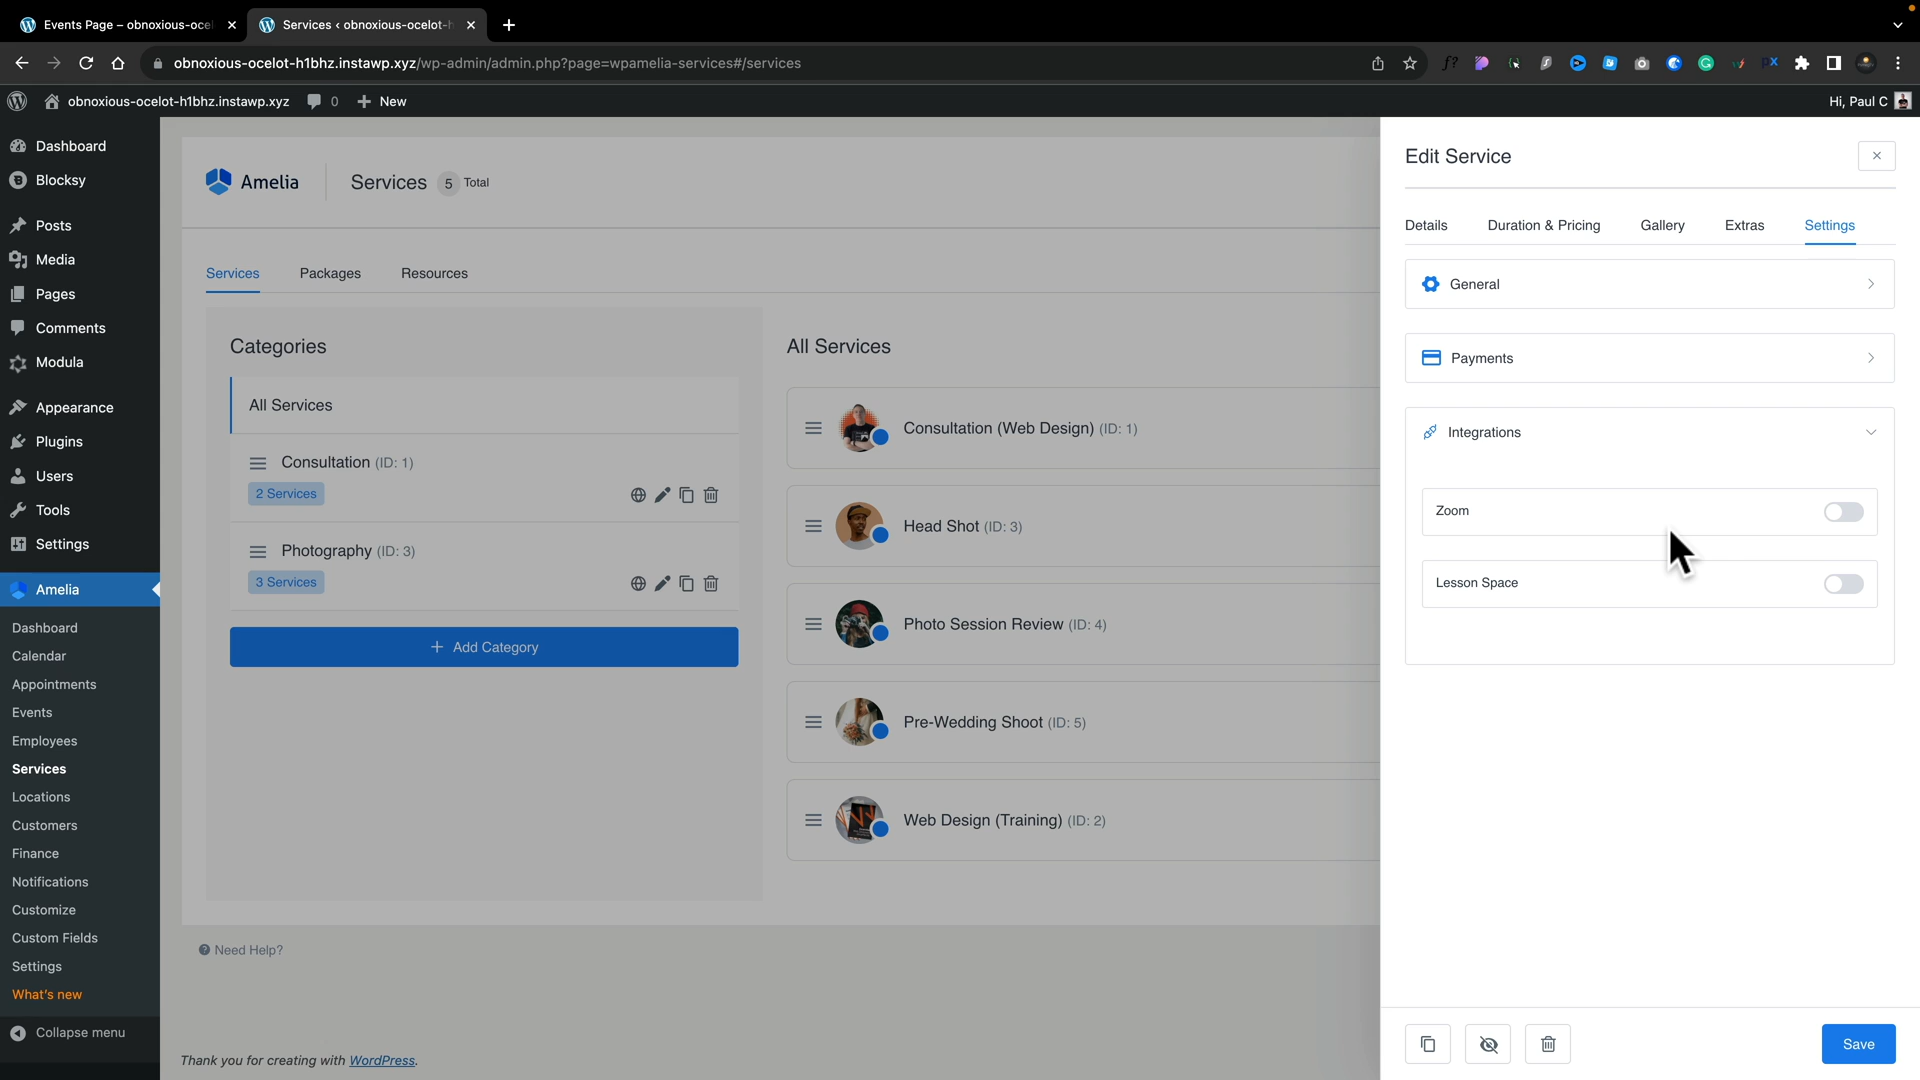 Events Page – obnoxious-ocel
Services ‹ obnoxious-ocelot-h
obnoxious-ocelot-h1bhz.instawp.xyz/wp-admin/admin.php?page=wpamelia-services#/services
obnoxious-ocelot-h1bhz.instawp.xyz
0
New
Hi, Paul C
Dashboard
Blocksy
Posts
Media
Pages
Comments
Modula
Appearance
Plugins
Users
Tools
Settings
Amelia
Dashboard
Calendar
Appointments
Events
Employees
Services
Locations
Customers
Finance
Notifications
Customize
Custom Fields
Settings
What's new
Collapse menu
Amelia
Services 5 Total
Services
Packages
Resources
Categories
All Services
Consultation (ID: 1)
2 Services
Photography (ID: 3)
3 Services
+ Add Category
All Services
Consultation (Web Design) (ID: 1)
Head Shot (ID: 3)
Photo Session Review (ID: 4)
Pre-Wedding Shoot (ID: 5)
Web Design (Training) (ID: 2)
Need Help?
Thank you for creating with WordPress.
Edit Service
Details
Duration & Pricing
Gallery
Extras
Settings
General
Payments
Integrations
Zoom
Lesson Space
Save